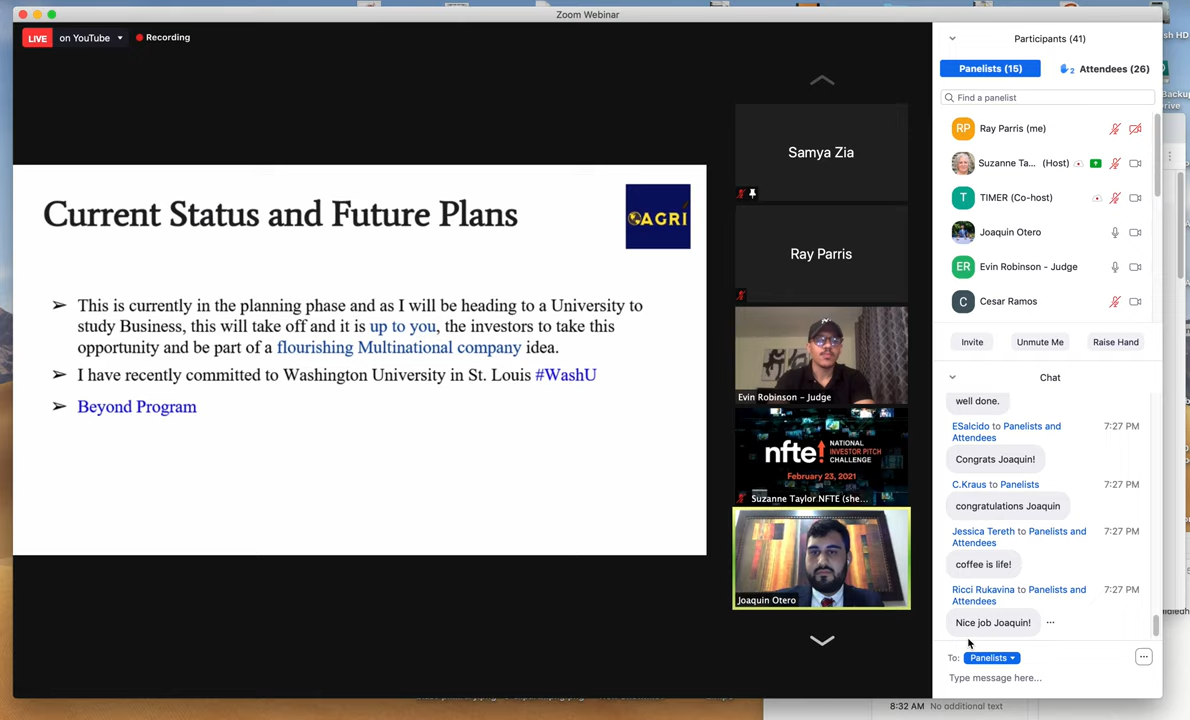 Zoom Webinar
LIVE on YouTube
Recording
Current Status and Future Plans
AGRI
➢ This is currently in the planning phase and as I will be heading to a University to
study Business, this will take off and it is up to you, the investors to take this
opportunity and be part of a flourishing Multinational company idea.
➢ I have recently committed to Washington University in St. Louis #WashU
➢ Beyond Program
Samya Zia
Ray Parris
Evin Robinson - Judge
nfte! NATIONAL
INVESTOR PITCH
CHALLENGE
February 23, 2021
Suzanne Taylor NFTE (she...
Joaquin Otero
Participants (41)
Panelists (15)
2 Attendees (26)
Find a panelist
RP Ray Parris (me)
Suzanne Ta... (Host)
T TIMER (Co-host)
Joaquin Otero
ER Evin Robinson - Judge
C Cesar Ramos
Invite
Unmute Me
Raise Hand
Chat
well done.
ESalcido to Panelists and
Attendees
7:27 PM
Congrats Joaquin!
C.Kraus to Panelists 7:27 PM
congratulations Joaquin
Jessica Tereth to Panelists and
Attendees
7:27 PM
coffee is life!
Ricci Rukavina to Panelists and
Attendees
7:27 PM
Nice job Joaquin!
To: Panelists
Type message here...
8:32 AM No additional text